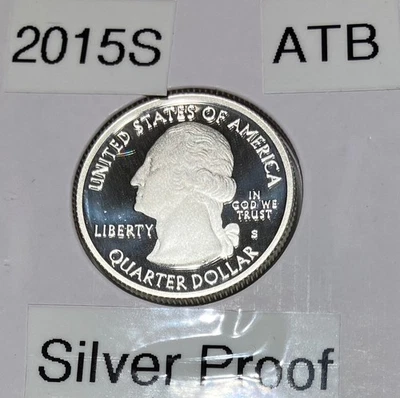 2015S
ATB
UNITED STATES OF AMERICA
LIBERTY
IN
GOD WE
TRUST
S
QUARTER DOLLAR
Silver Proof